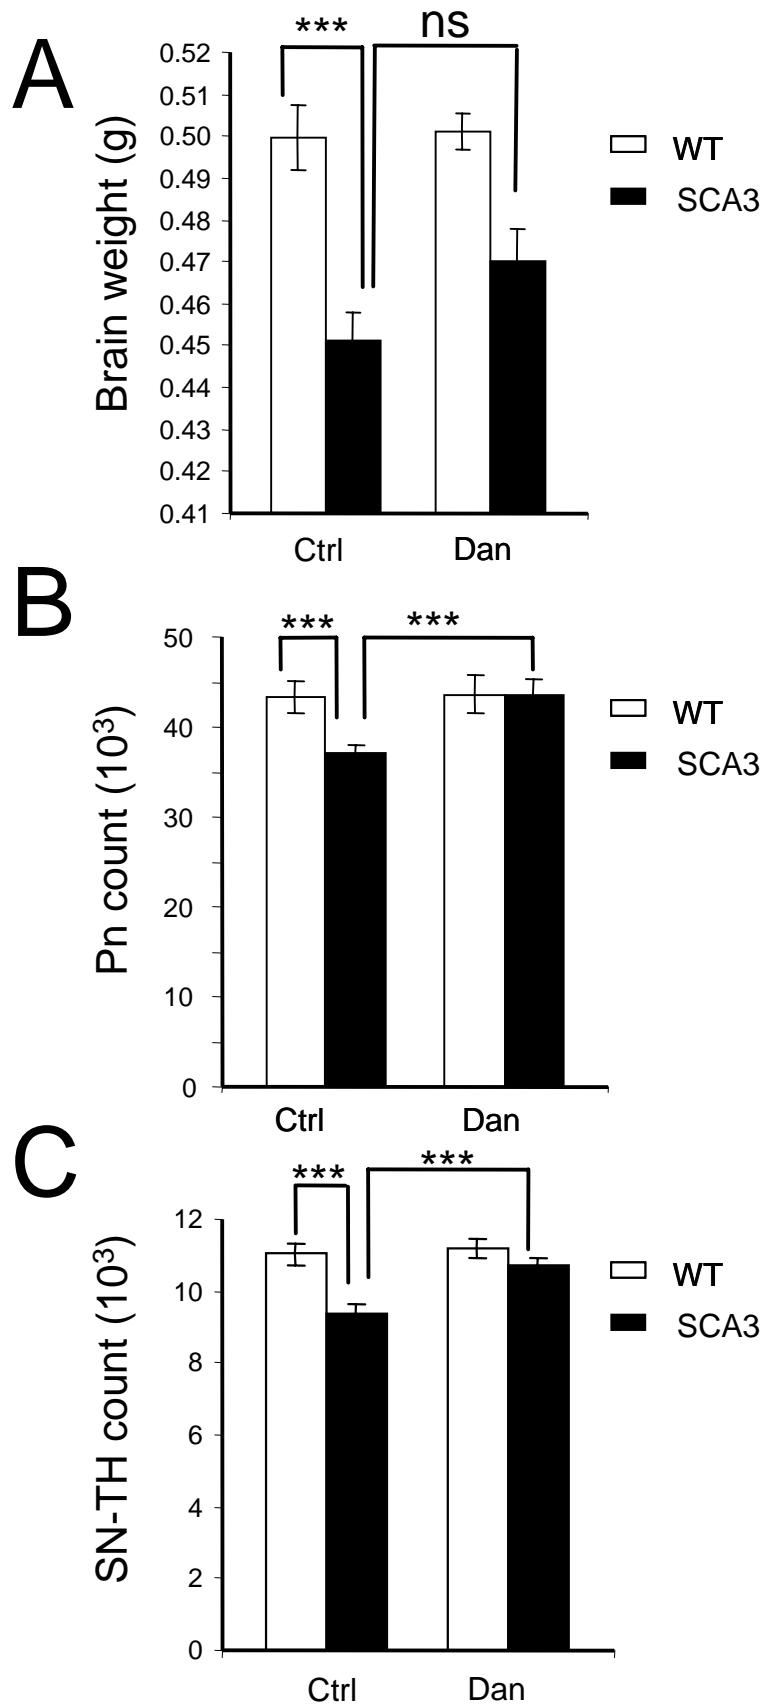 A
***
ns
Brain weight (g)
0.52
0.51
0.50
0.49
0.48
0.47
0.46
0.45
0.44
0.43
0.42
0.41
WT
SCA3
Ctrl
Dan
B
***
***
Pn count (10³)
50
40
30
20
10
0
WT
SCA3
Ctrl
Dan
C
***
***
SN-TH count (10³)
12
10
8
6
4
2
0
WT
SCA3
Ctrl
Dan